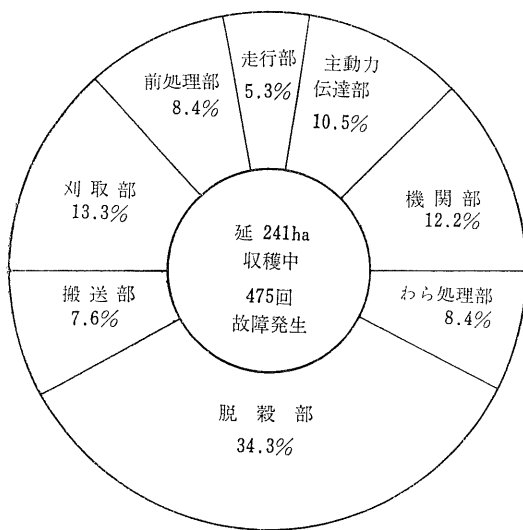 走行部
5.3%
主動力
伝達部
10.5%
機関部
12.2%
わら処理部
8.4%
脱穀部
34.3%
搬送部
7.6%
刈取部
13.3%
前処理部
8.4%
延 241ha
収穫中
475回
故障発生